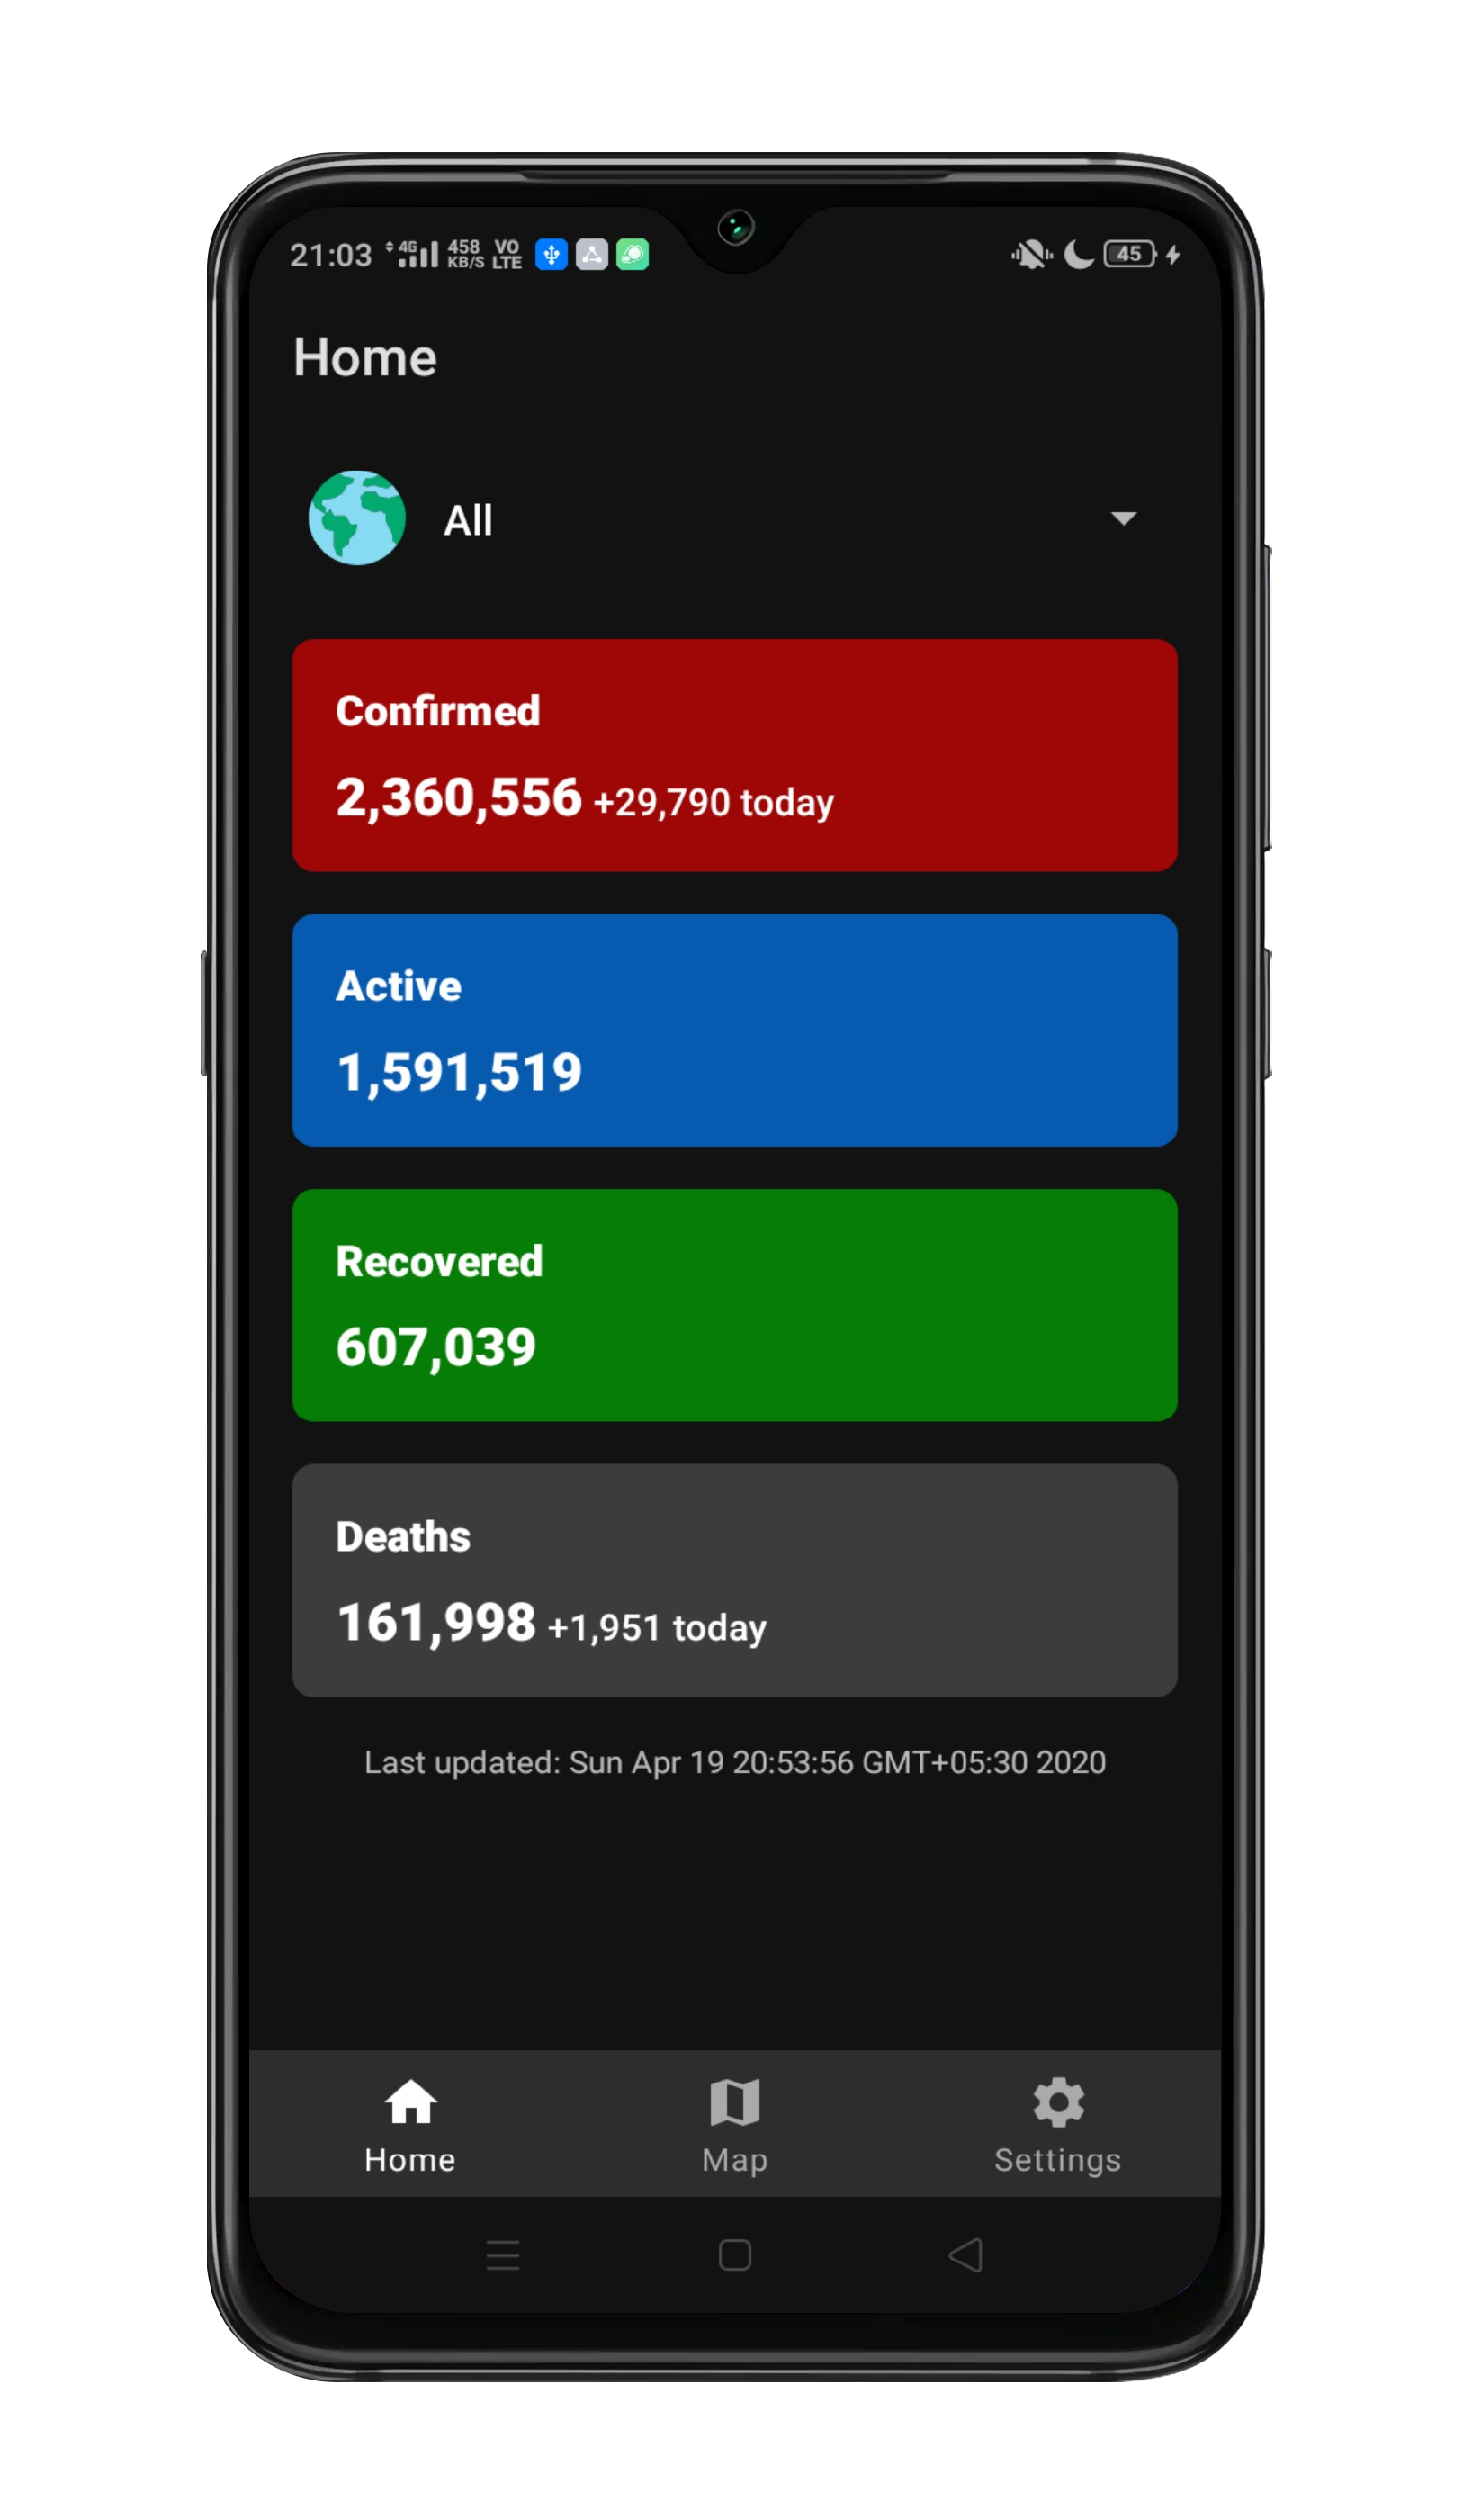 21:03 4G 458 KB/S VO LTE 45
Home
All
Confirmed
2,360,556 +29,790 today
Active
1,591,519
Recovered
607,039
Deaths
161,998 +1,951 today
Last updated: Sun Apr 19 20:53:56 GMT+05:30 2020
Home Map Settings